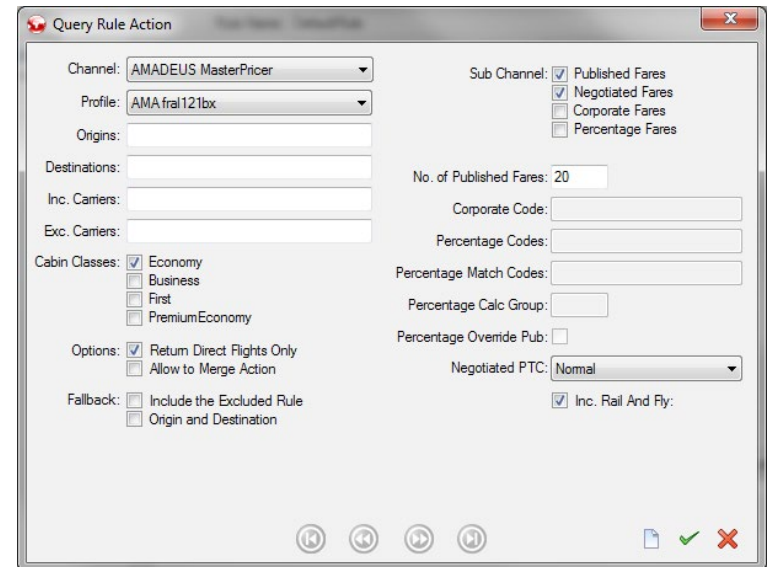 Query Rule Action
Channel: AMADEUS MasterPricer
Profile: AMA fral121bx
Origins:
Destinations:
Inc. Carriers:
Exc. Carriers:
Cabin Classes: Economy
Business
First
PremiumEconomy
Options: Return Direct Flights Only
Allow to Merge Action
Fallback: Include the Excluded Rule
Origin and Destination
Sub Channel: Published Fares
Negotiated Fares
Corporate Fares
Percentage Fares
No. of Published Fares: 20
Corporate Code:
Percentage Codes:
Percentage Match Codes:
Percentage Calc Group:
Percentage Override Pub:
Negotiated PTC: Normal
Inc. Rail And Fly: